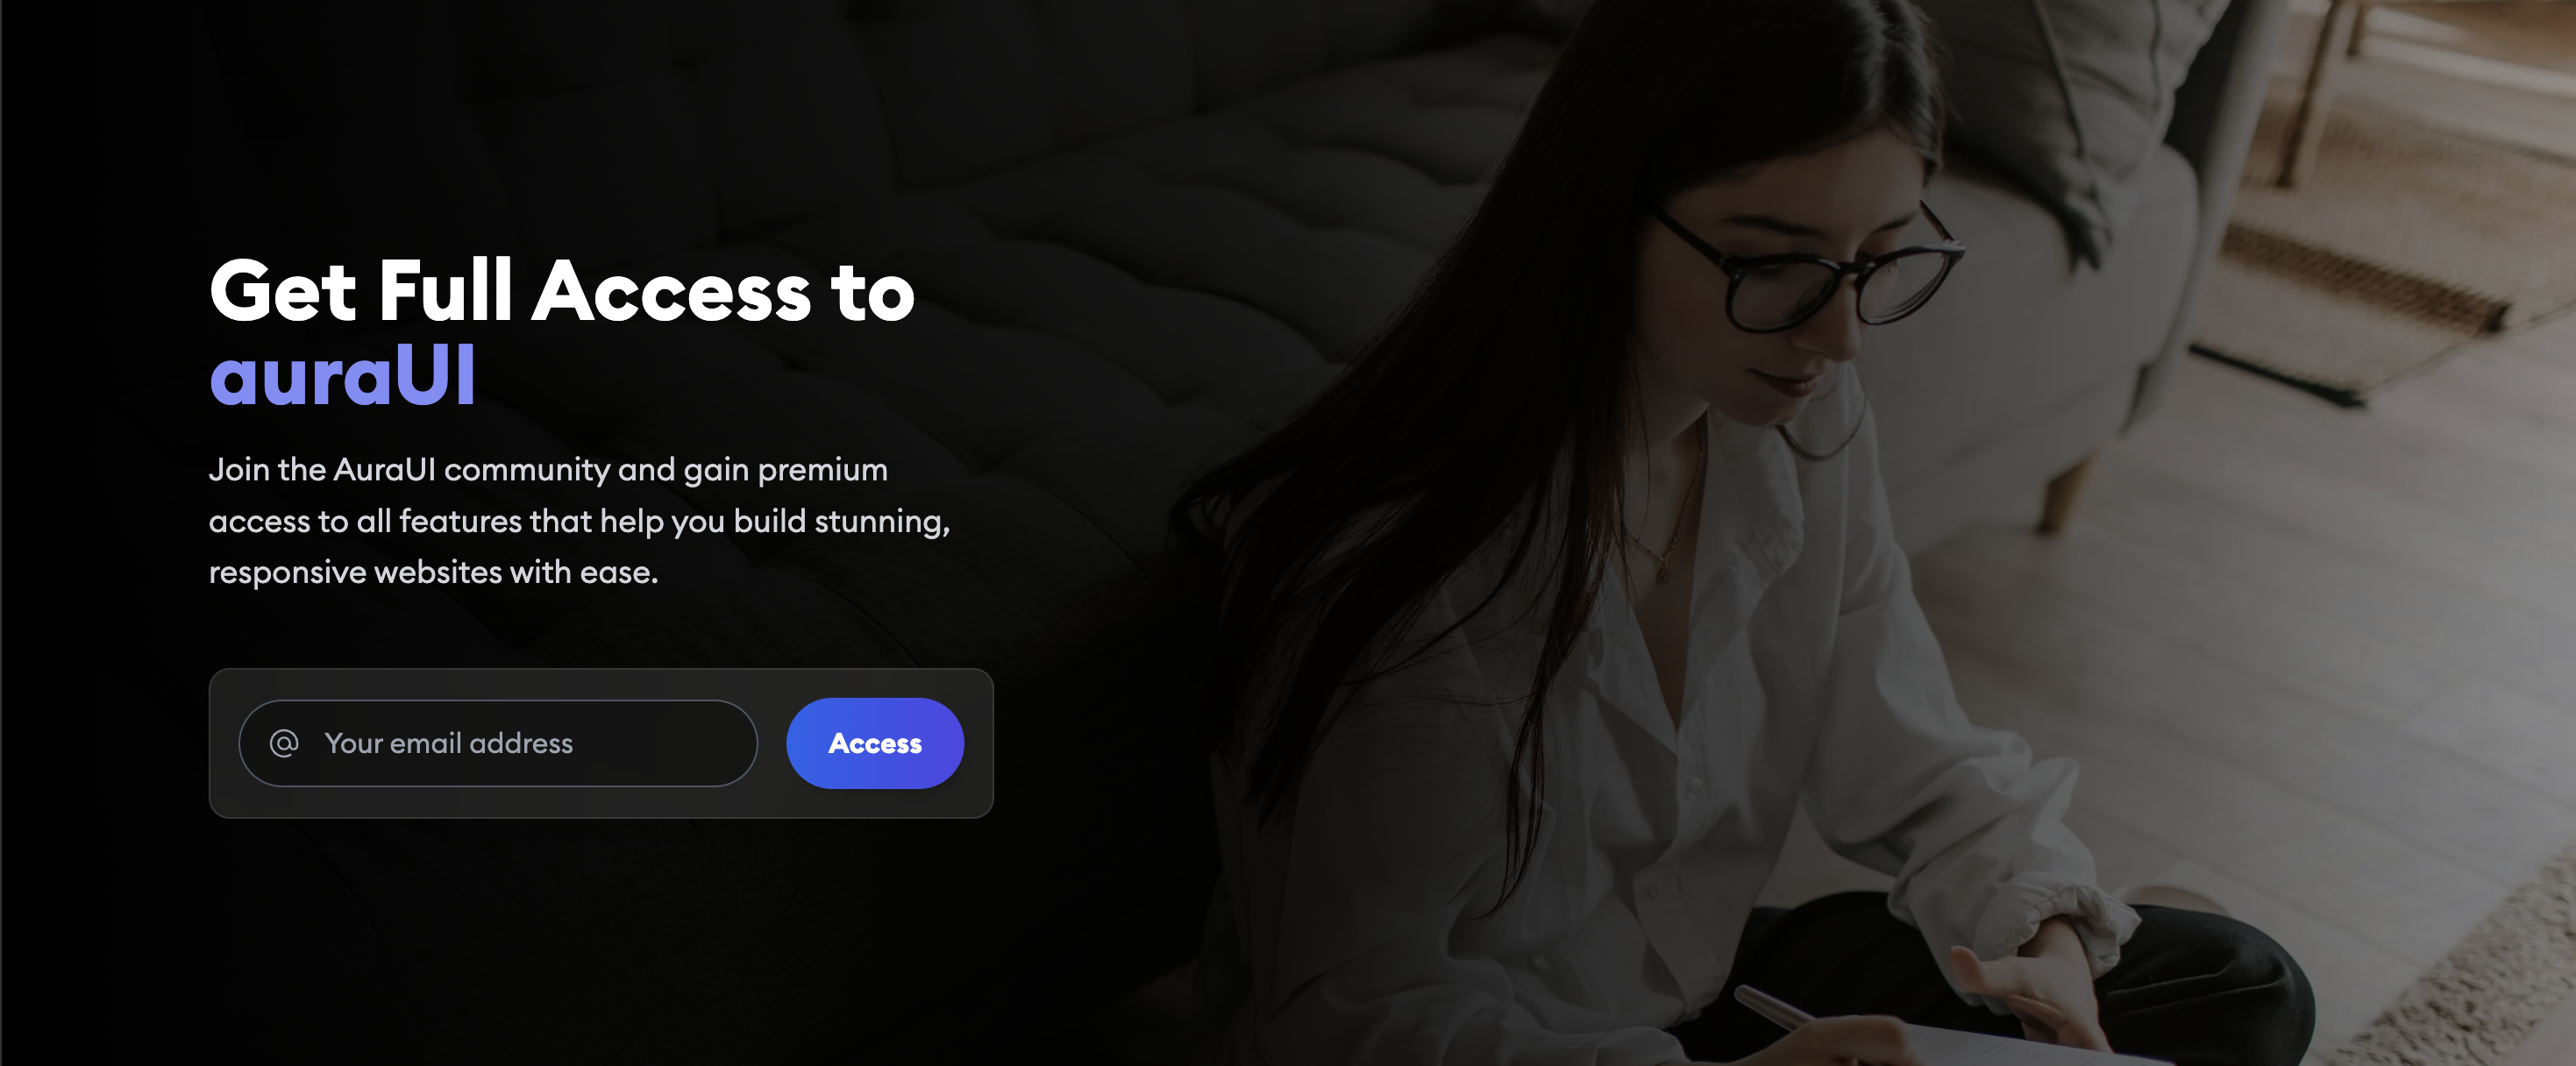 Get Full Access to
auraUI
Join the AuraUI community and gain premium
access to all features that help you build stunning,
responsive websites with ease.
@ Your email address
Access